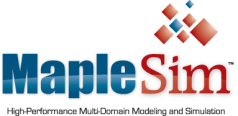 MapleSim™
High-Performance Multi-Domain Modeling and Simulation